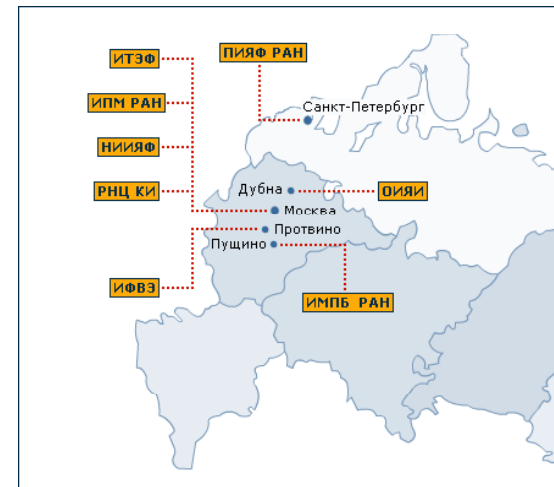 ИТЭФ
ПИЯФ РАН
ИПМ РАН
Санкт-Петербург
НИИЯФ
РНЦ КИ
Дубна
ОИЯИ
Москва
Протвино
Пущино
ИФВЭ
ИМПБ РАН